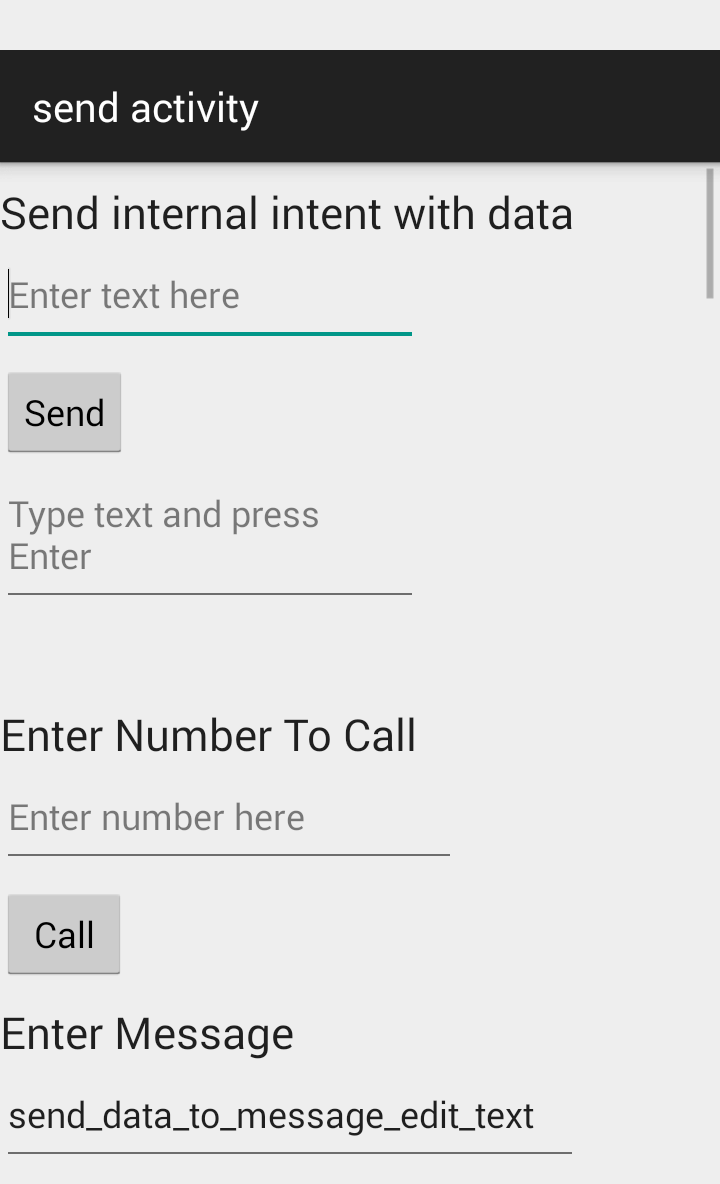 send activity
Send internal intent with data
Enter text here
Send
Type text and press
Enter
Enter Number To Call
Enter number here
Call
Enter Message
send_data_to_message_edit_text